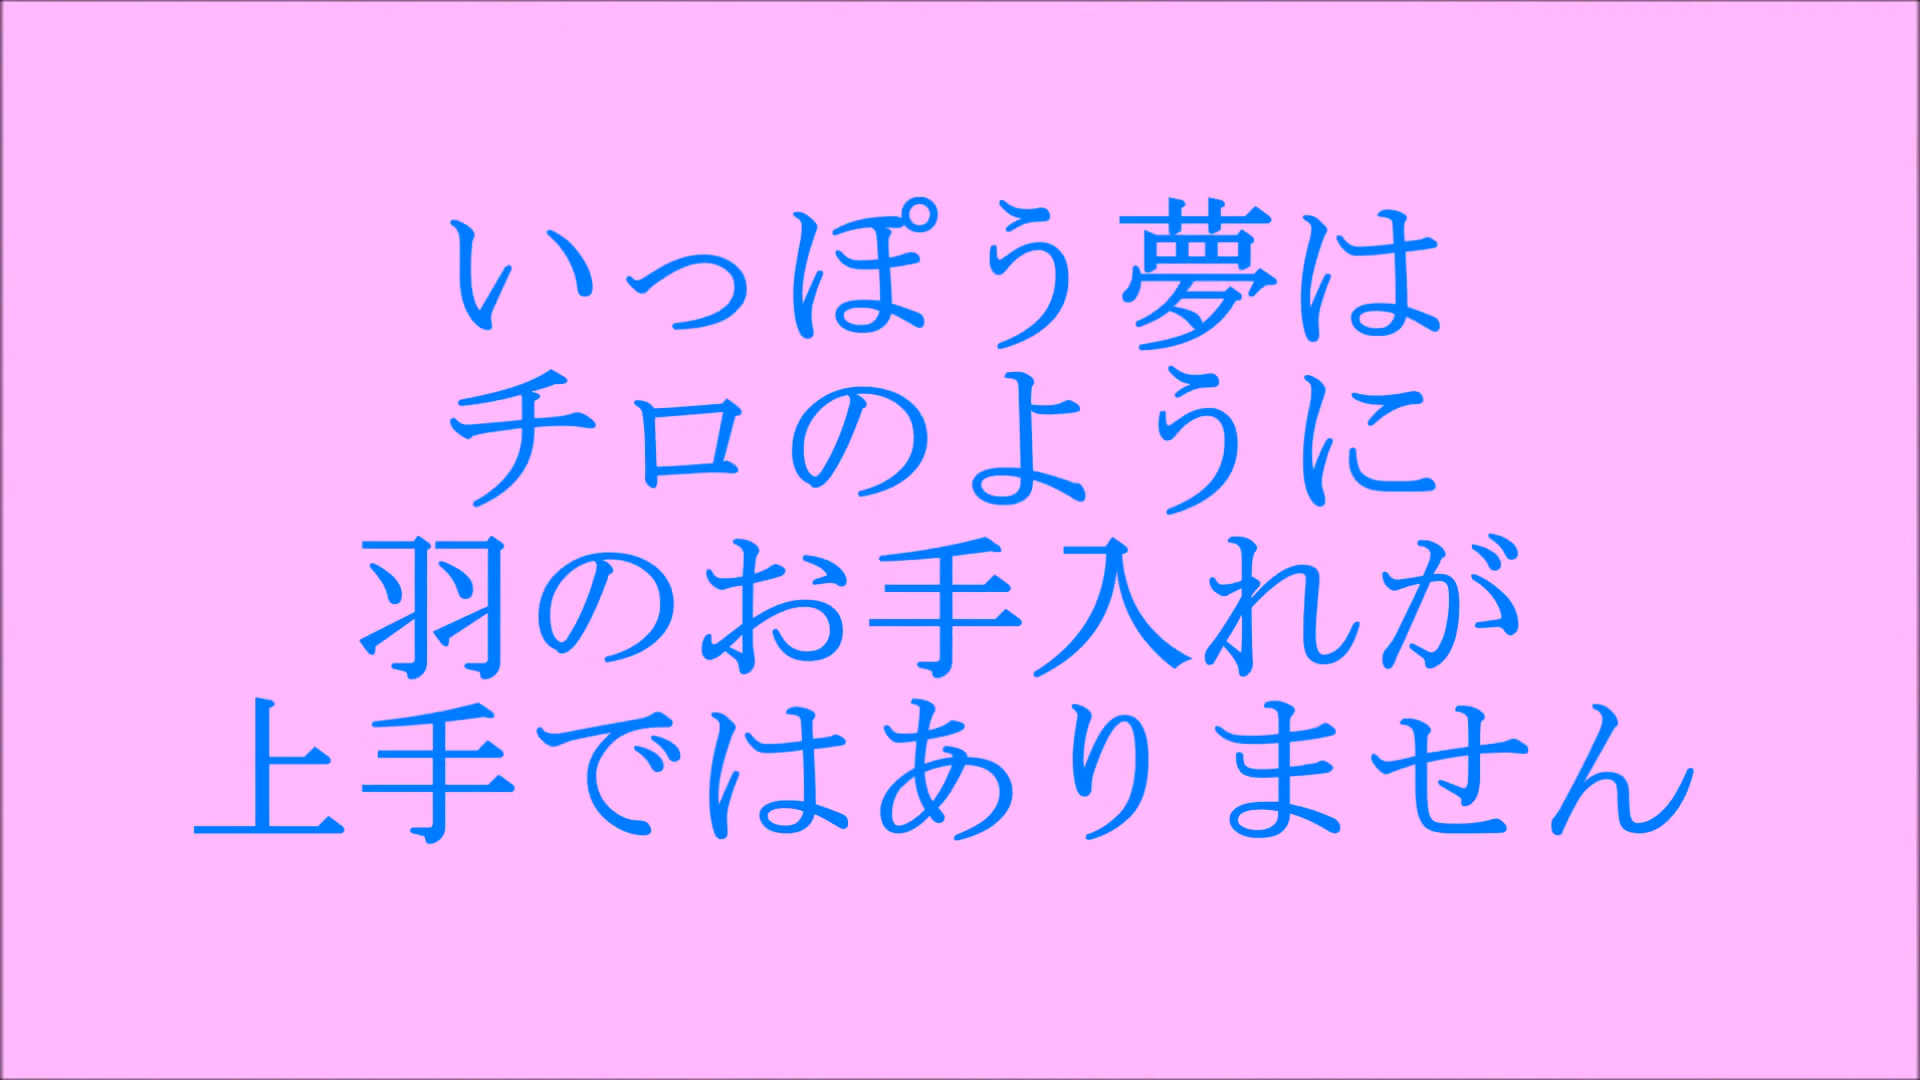 いっぽう夢は
チロのように
羽のお手入れが
上手ではありません